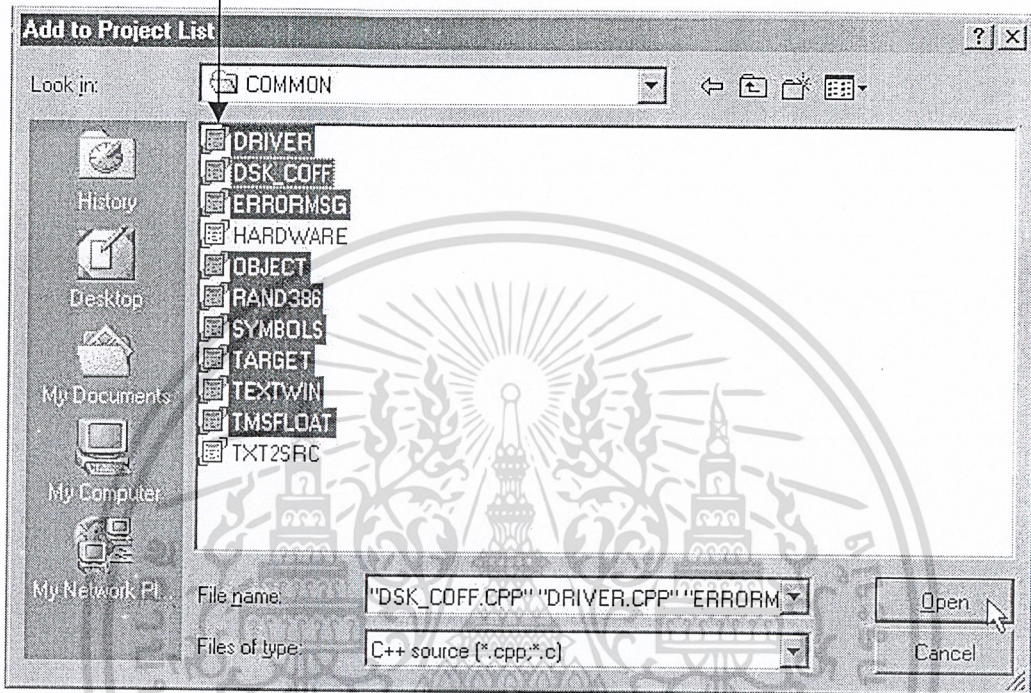 Add to Project List
Look in:
COMMON
History
Desktop
My Documents
My Computer
My Network Pl...
DRIVER
DSK_COFF
ERRORMSG
HARDWARE
OBJECT
RAND386
SYMBOLS
TARGET
TEXTWIN
TMSFLOAT
TXT2SRC
File name:
"DSK_COFF.CPP" "DRIVER.CPP" "ERRORM
Open
Files of type:
C++ source (*.cpp;*.c)
Cancel